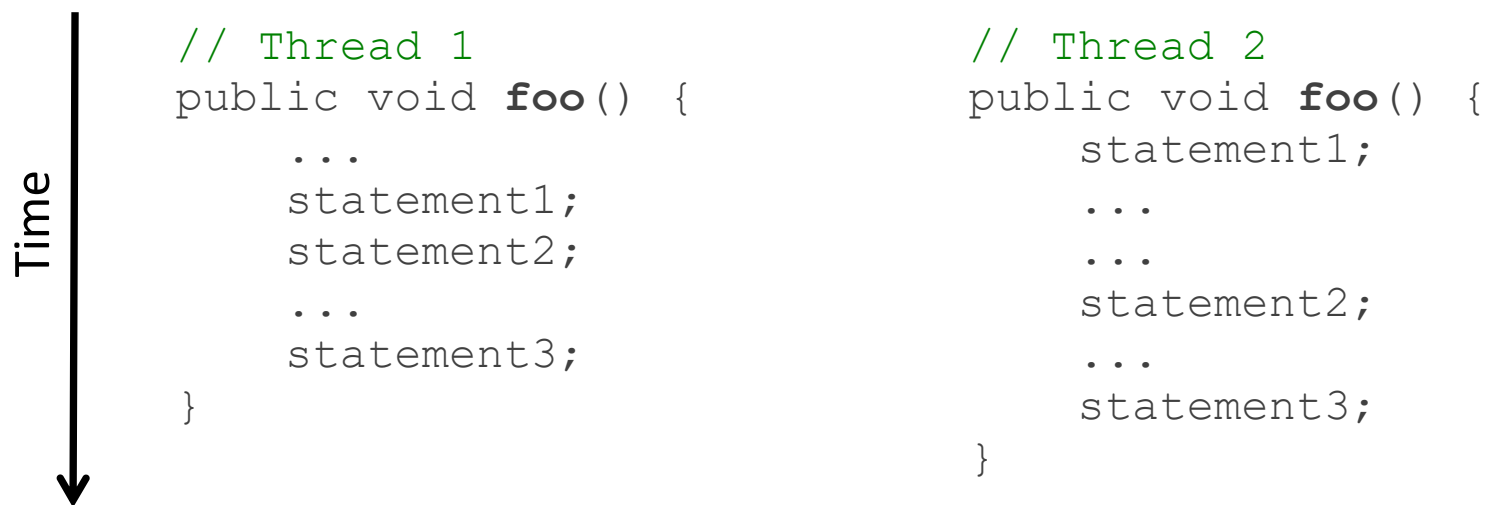 Time
// Thread 1
public void foo() {
...
statement1;
statement2;
...
statement3;
}
// Thread 2
public void foo() {
statement1;
...
...
statement2;
...
statement3;
}